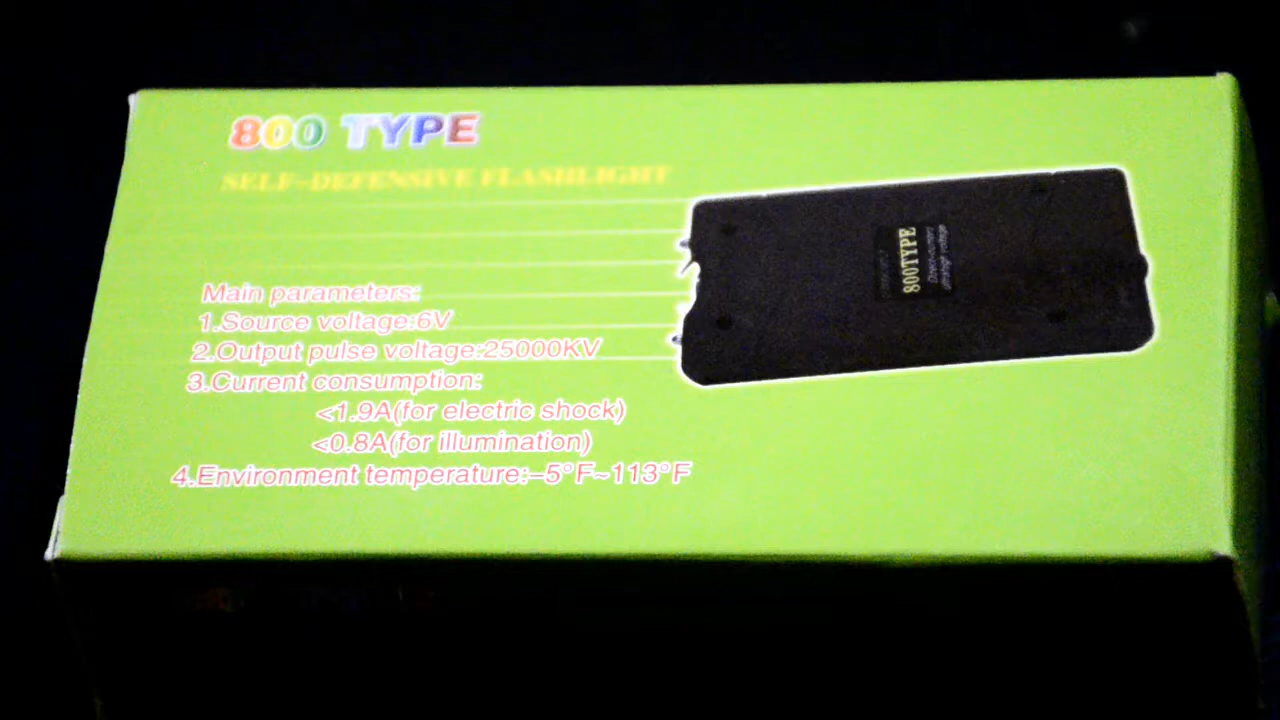 800 TYPE
SELF-DEFENSIVE FLASHLIGHT
Main parameters:
1.Source voltage:6V
2.Output pulse voltage:25000KV
3.Current consumption:
<1.9A(for electric shock)
<0.8A(for illumination)
4.Environment temperature:–5°F~113°F
800TYPE